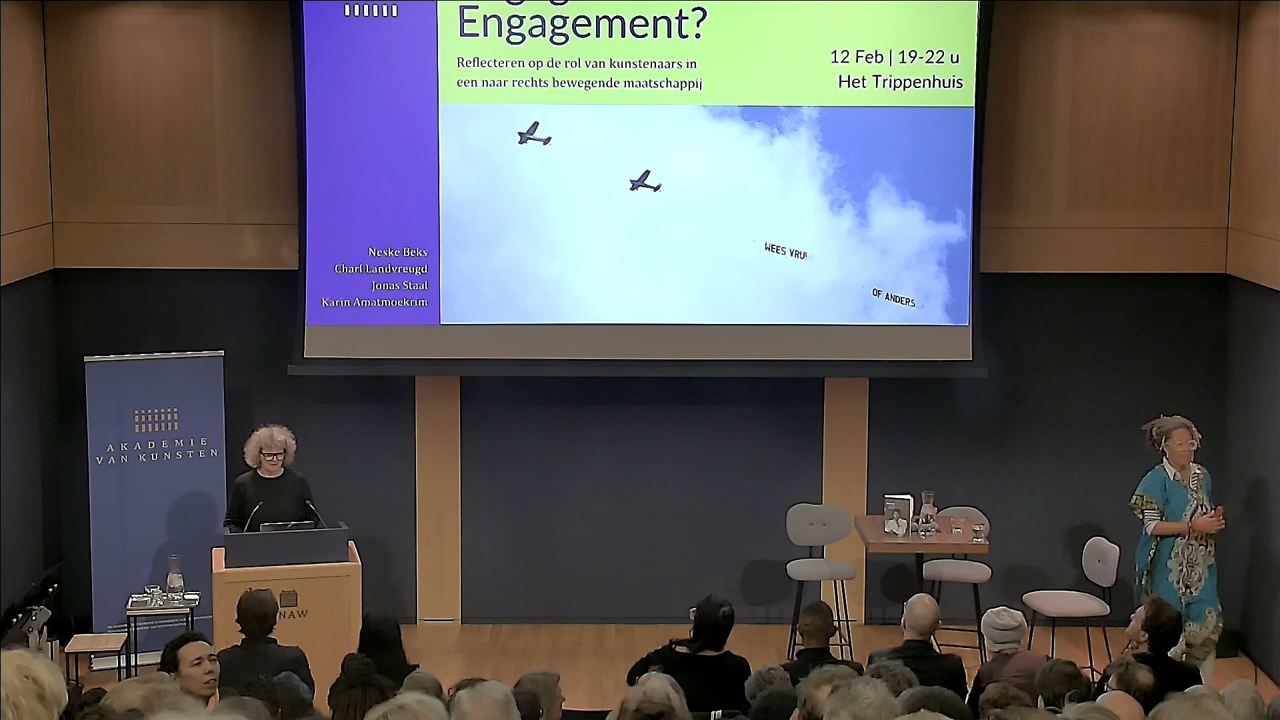 Engagement?
Reflecteren op de rol van kunstenaars in
een naar rechts bewegende maatschappij
12 Feb | 19-22 u
Het Trippenhuis
WEES VRIJ!
OF ANDERS...
Neske Beks
Charl Landvreugd
Jonas Staal
Karin Amatmoekrim
AKADEMIE
VAN KUNSTEN